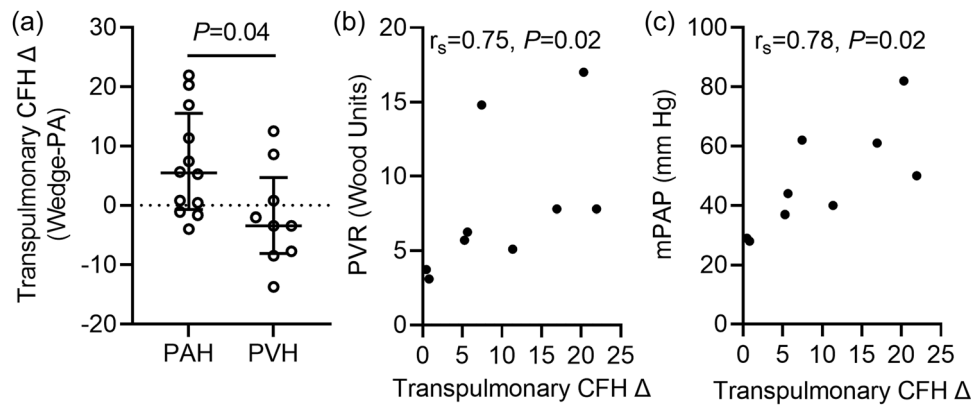 (a)
Transpulmonary CFH Δ
(Wedge-PA)
30
20
10
0
-10
-20
P=0.04
PAH
PVH
(b)
PVR (Wood Units)
20
15
10
5
0
r_s=0.75, P=0.02
0
5
10
15
20
25
Transpulmonary CFH Δ
(c)
mPAP (mm Hg)
100
80
60
40
20
0
r_s=0.78, P=0.02
0
5
10
15
20
25
Transpulmonary CFH Δ